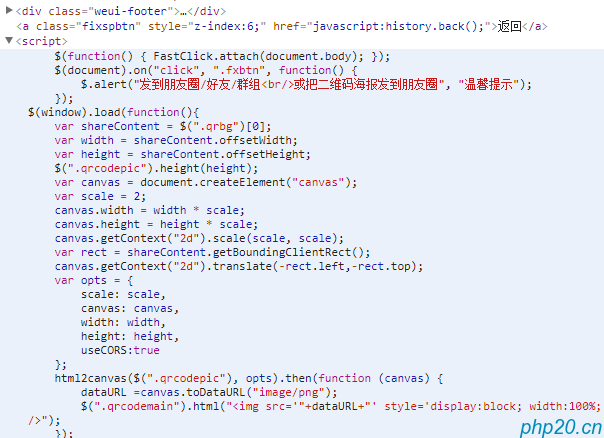 ▶<div class="weui-footer">…</div>
<a class="fixspbtn" style="z-index:6;" href="javascript:history.back();">返回</a>
▼<script>
$(function() { FastClick.attach(document.body); });
$(document).on("click", ".fxbtn", function() {
$.alert("发到朋友圈/好友/群组<br/>或把二维码海报发到朋友圈", "温馨提示");
});
$(window).load(function(){
var shareContent = $(".qrbg")[0];
var width = shareContent.offsetWidth;
var height = shareContent.offsetHeight;
$(".qrcodepic").height(height);
var canvas = document.createElement("canvas");
var scale = 2;
canvas.width = width * scale;
canvas.height = height * scale;
canvas.getContext("2d").scale(scale, scale);
var rect = shareContent.getBoundingClientRect();
canvas.getContext("2d").translate(-rect.left,-rect.top);
var opts = {
scale: scale,
canvas: canvas,
width: width,
height: height,
useCORS:true
};
html2canvas($(".qrcodepic"), opts).then(function (canvas) {
dataURL =canvas.toDataURL("image/png");
$(".qrcodemain").html("<img src='"+dataURL+"' style='display:block; width:100%;
/>");
});
php20.cn